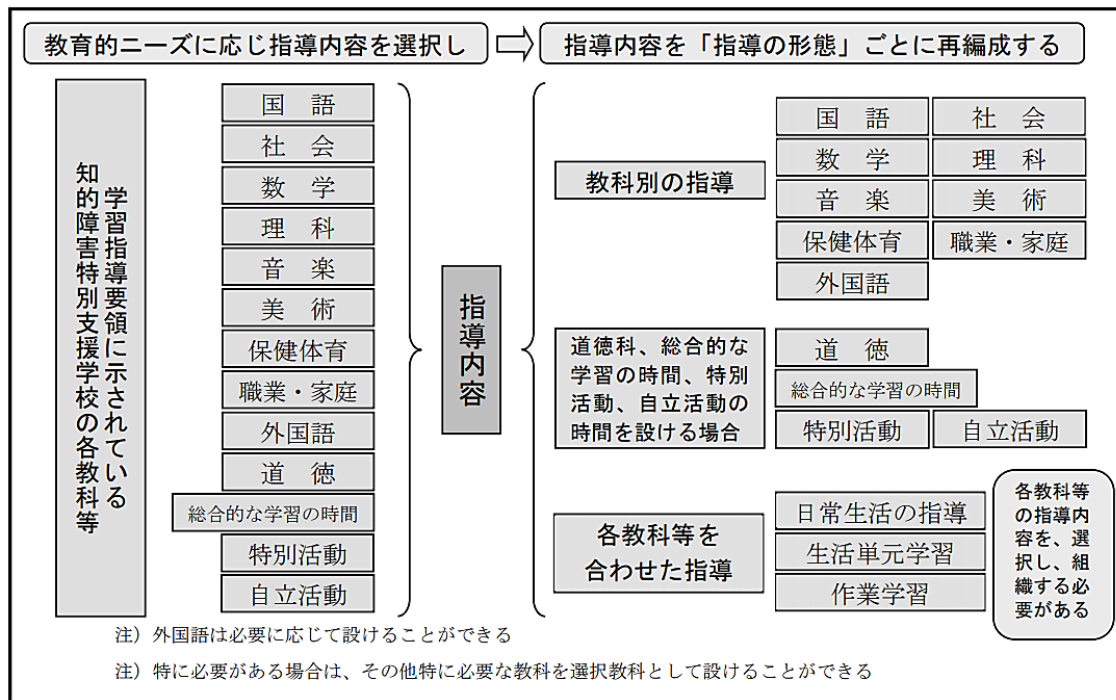 教育的ニーズに応じ指導内容を選択し
指導内容を「指導の形態」ごとに再編成する
学習指導要領に示されている
知的障害特別支援学校の各教科等
国　語
社　会
数　学
理　科
音　楽
美　術
保健体育
職業・家庭
外国語
道　徳
総合的な学習の時間
特別活動
自立活動
指導内容
教科別の指導
国　語
社　会
数　学
理　科
音　楽
美　術
保健体育
職業・家庭
外国語
道徳科、総合的な
学習の時間、特別
活動、自立活動の
時間を設ける場合
道　徳
総合的な学習の時間
特別活動
自立活動
各教科等を
合わせた指導
日常生活の指導
生活単元学習
作業学習
各教科等
の指導内
容を、選
択し、組
織する必
要がある
注）外国語は必要に応じて設けることができる
注）特に必要がある場合は、その他特に必要な教科を選択教科として設けることができる